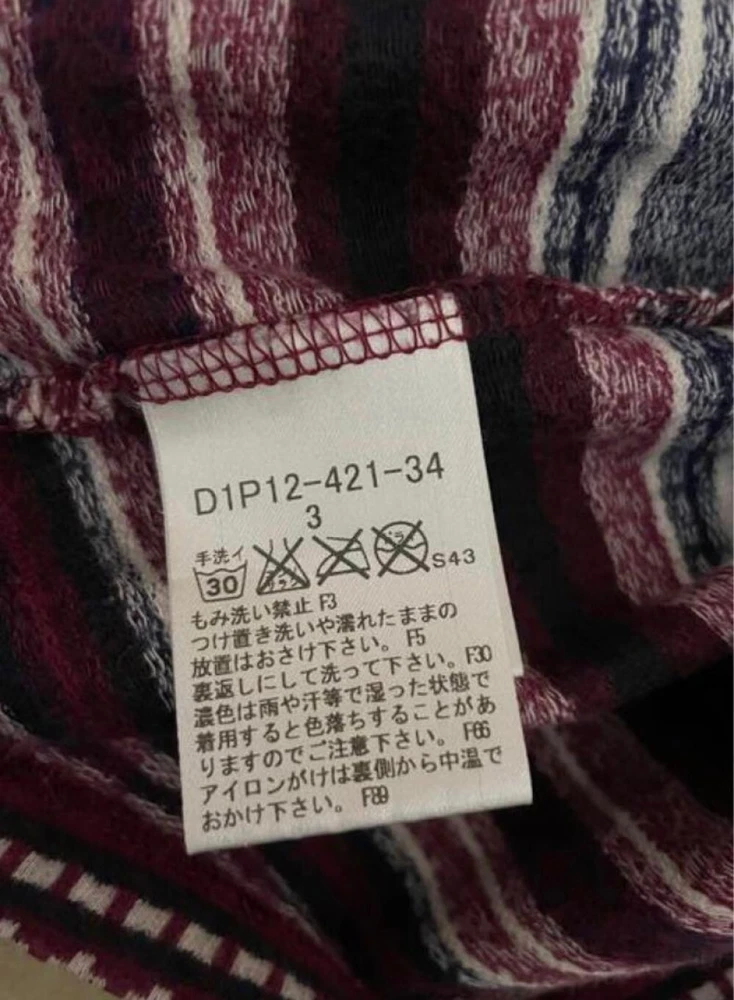 D1P12-421-34
3
手洗イ
30
S43
もみ洗い禁止 F3
つけ置き洗いや濡れたままの
放置はおさけ下さい。 F5
裏返しにして洗って下さい。F30
濃色は雨や汗等で湿った状態で
着用すると色落ちすることがあ
りますのでご注意下さい。 F66
アイロンがけは裏側から中温で
おかけ下さい。 F89